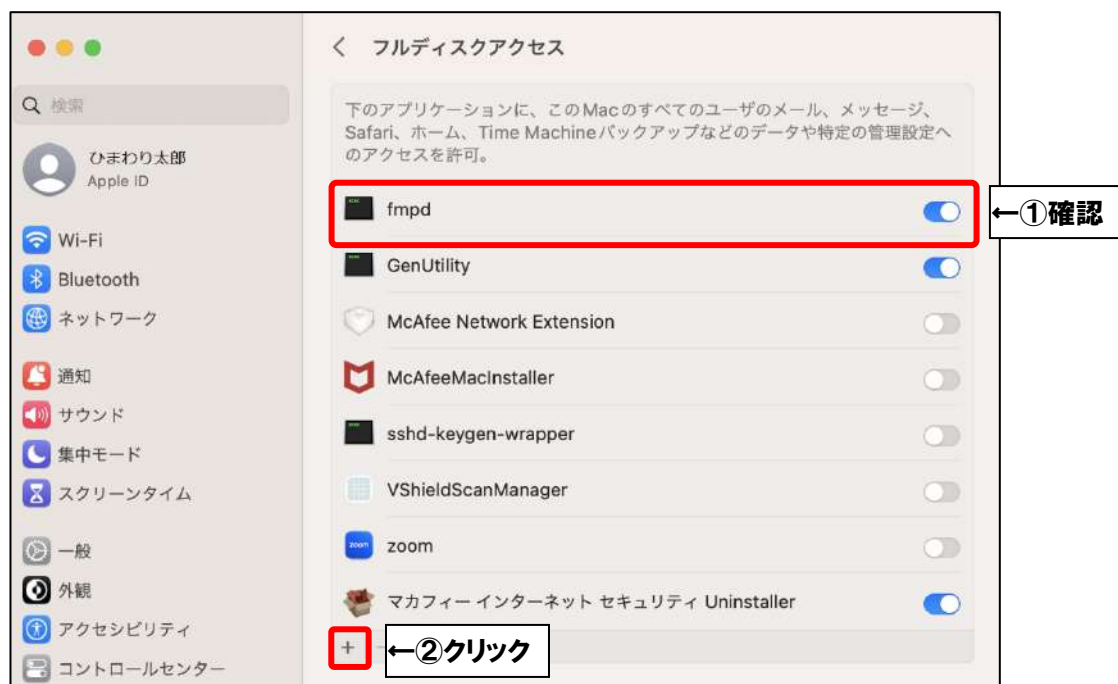 フルディスクアクセス
検索
ひまわり太郎
Apple ID
Wi-Fi
Bluetooth
ネットワーク
通知
サウンド
集中モード
スクリーンタイム
一般
外観
アクセシビリティ
コントロールセンター
下のアプリケーションに、このMacのすべてのユーザのメール、メッセージ、
Safari、ホーム、Time Machineバックアップなどのデータや特定の管理設定へ
のアクセスを許可。
fmpd
←①確認
GenUtility
McAfee Network Extension
McAfeeMacInstaller
sshd-keygen-wrapper
VShieldScanManager
zoom
zoom
マカフィー インターネット セキュリティ Uninstaller
+
←②クリック